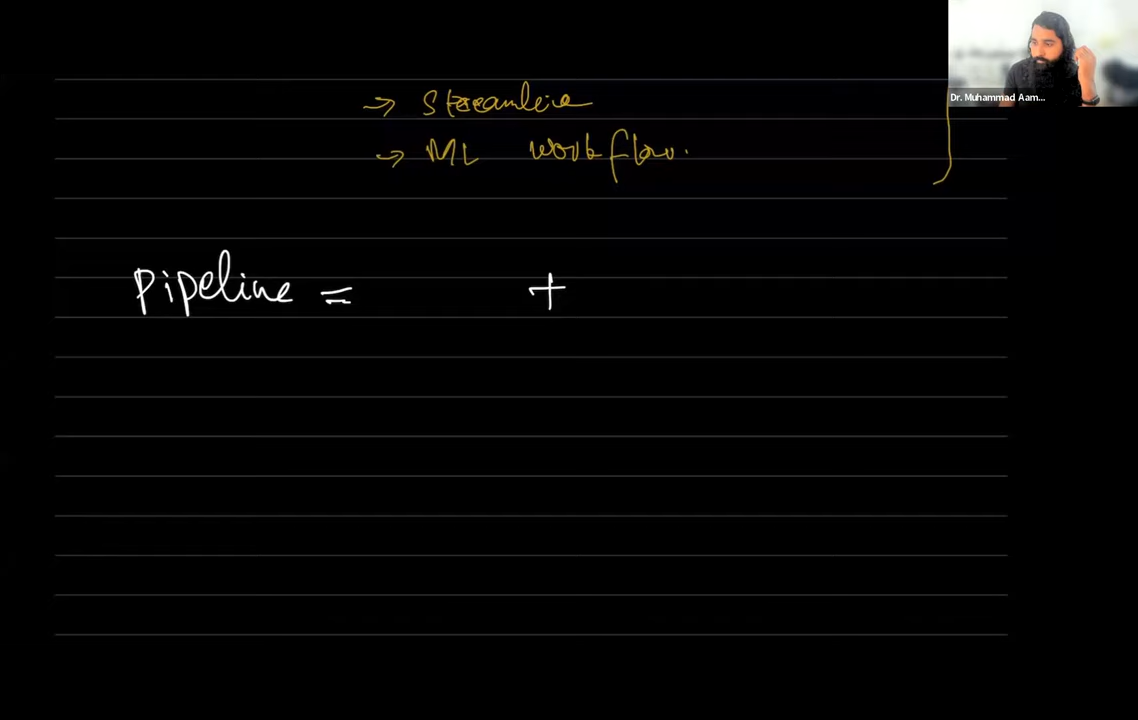 → Streamline
Dr. Muhammad Aam...
→ ML workflow.
Pipeline = +